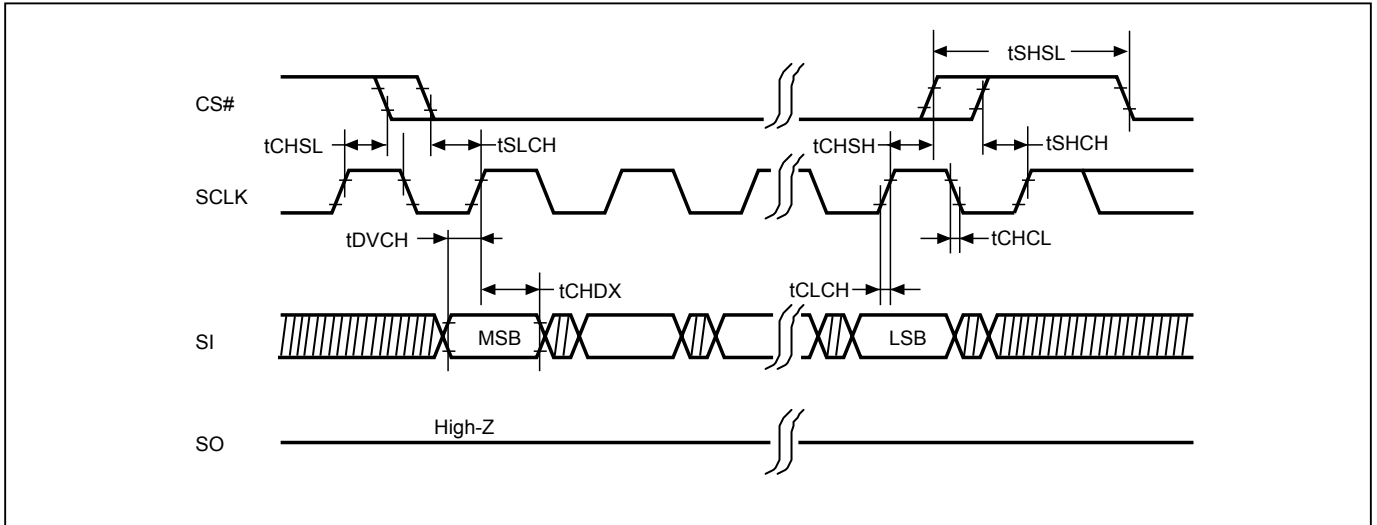 tSHSL
CS#
tCHSL
tSLCH
tCHSH
tSHCH
SCLK
tDVCH
tCHCL
tCHDX
tCLCH
SI
MSB
LSB
High-Z
SO